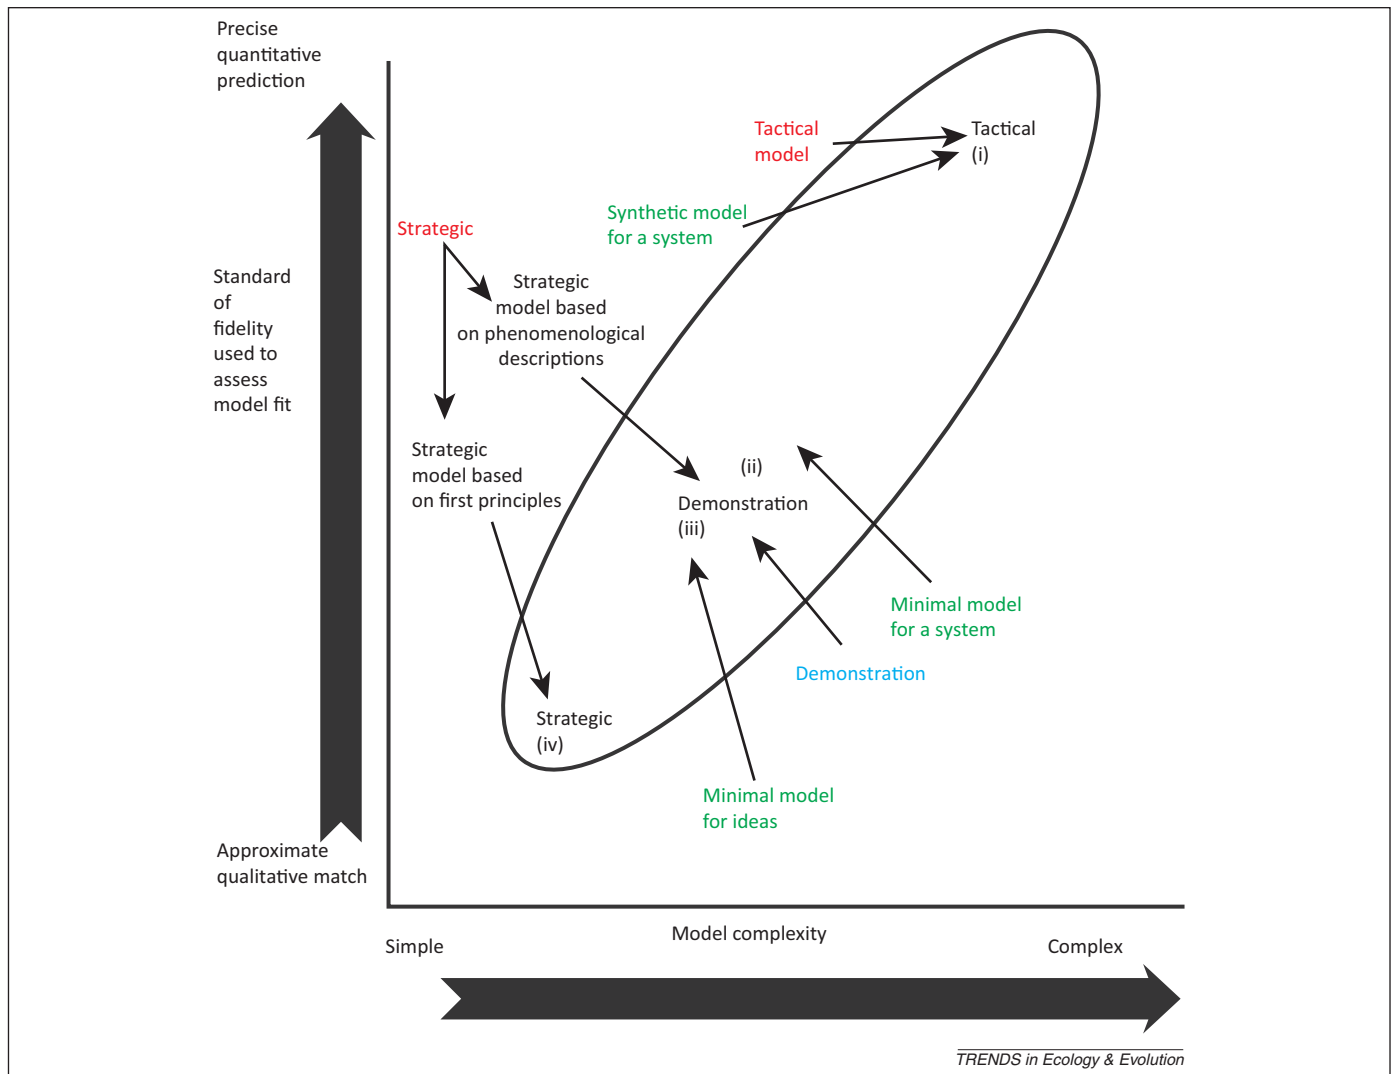 Precise
quantitative
prediction
Tactical
model
Tactical
(i)
Synthetic model
for a system
Strategic
Standard
of
fidelity
used to
assess
model fit
Strategic
model based
on phenomenological
descriptions
Strategic
model based
on first principles
(ii)
Demonstration
(iii)
Minimal model
for a system
Demonstration
Strategic
(iv)
Minimal model
for ideas
Approximate
qualitative match
Model complexity
Simple
Complex
TRENDS in Ecology & Evolution